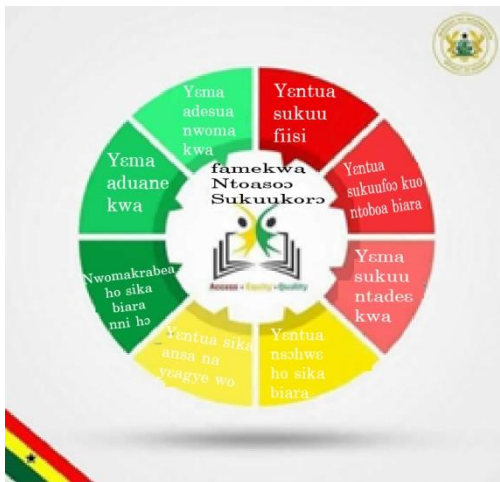 Yɛma
adesua
nwoma
kwa
Yɛntua
sukuu
fiisi
Yɛntua
sukuufoɔ kuo
ntoboa biara
Yɛma
sukuu
ntadeɛ
kwa
Yɛntua
nsɔhwɛ
ho sika
biara
Yɛntua sika
ansa na
yɛagye wo
Nwomakrabea
ho sika
biara
nni hɔ
Yɛma
aduane
kwa
famekwa
Ntoasoɔ
Sukuukorɔ
Access • Equity • Quality